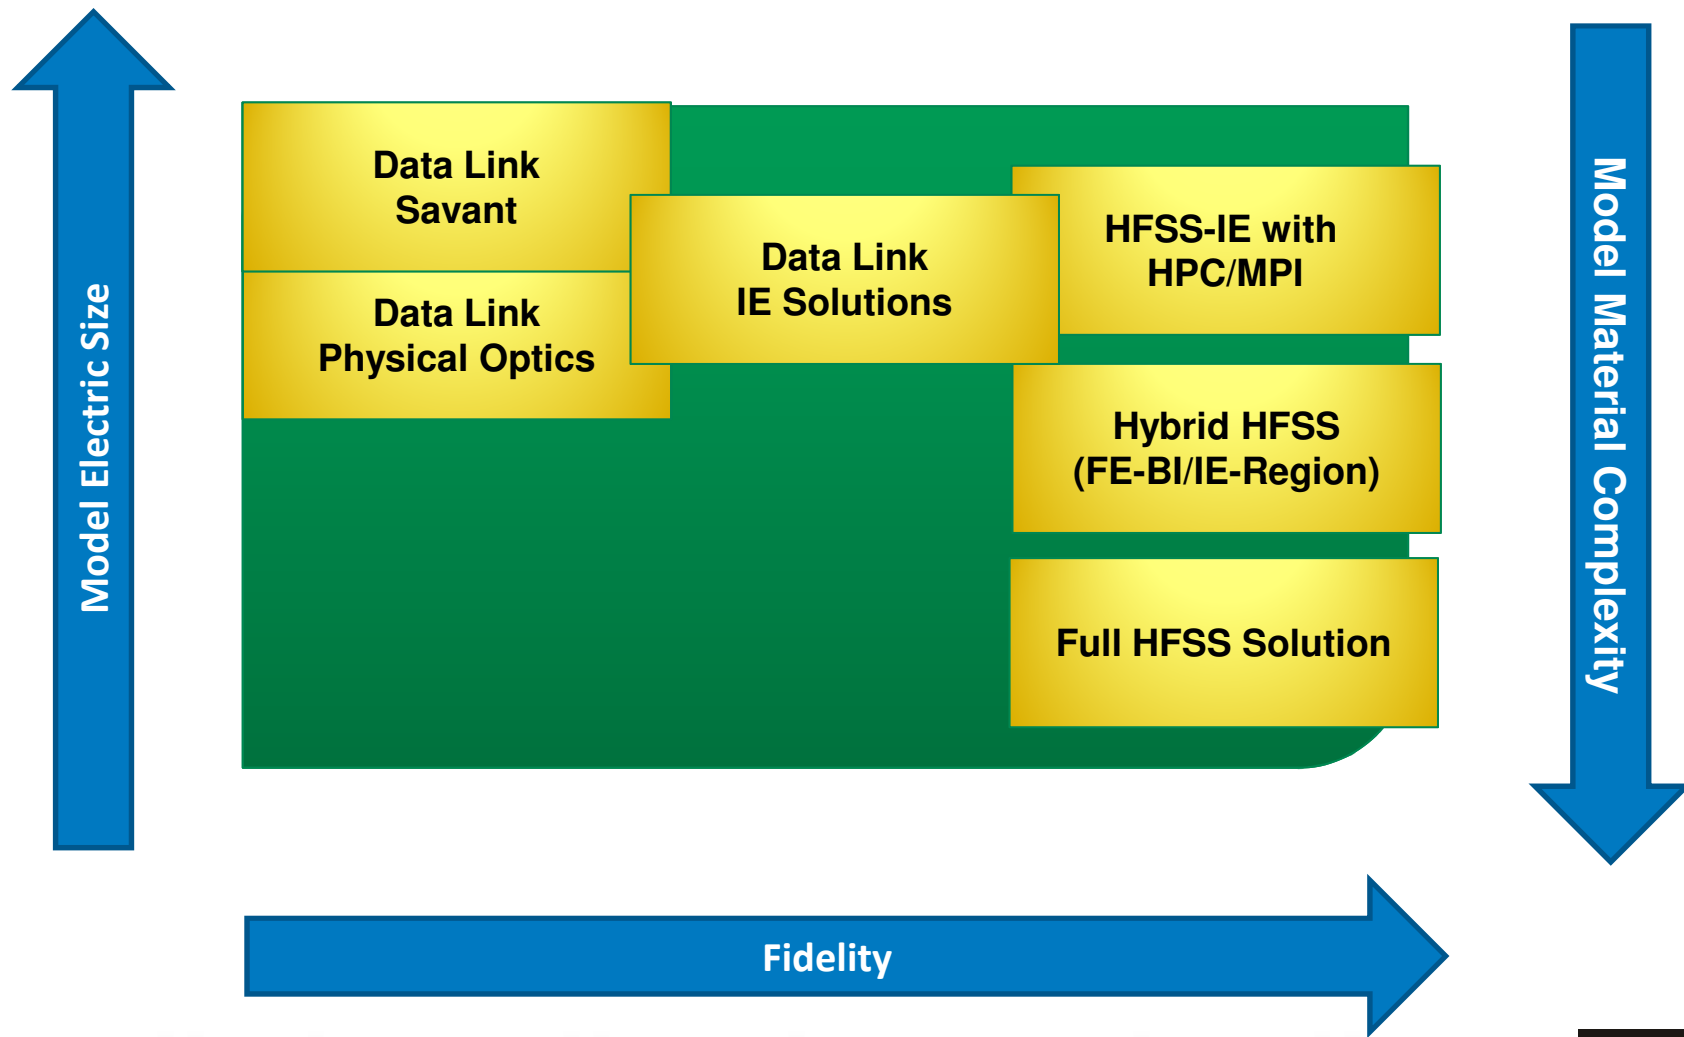 Data Link
Savant
Data Link
Physical Optics
Data Link
IE Solutions
HFSS-IE with
HPC/MPI
Hybrid HFSS
(FE-BI/IE-Region)
Full HFSS Solution
Model Electric Size
Model Material Complexity
Fidelity